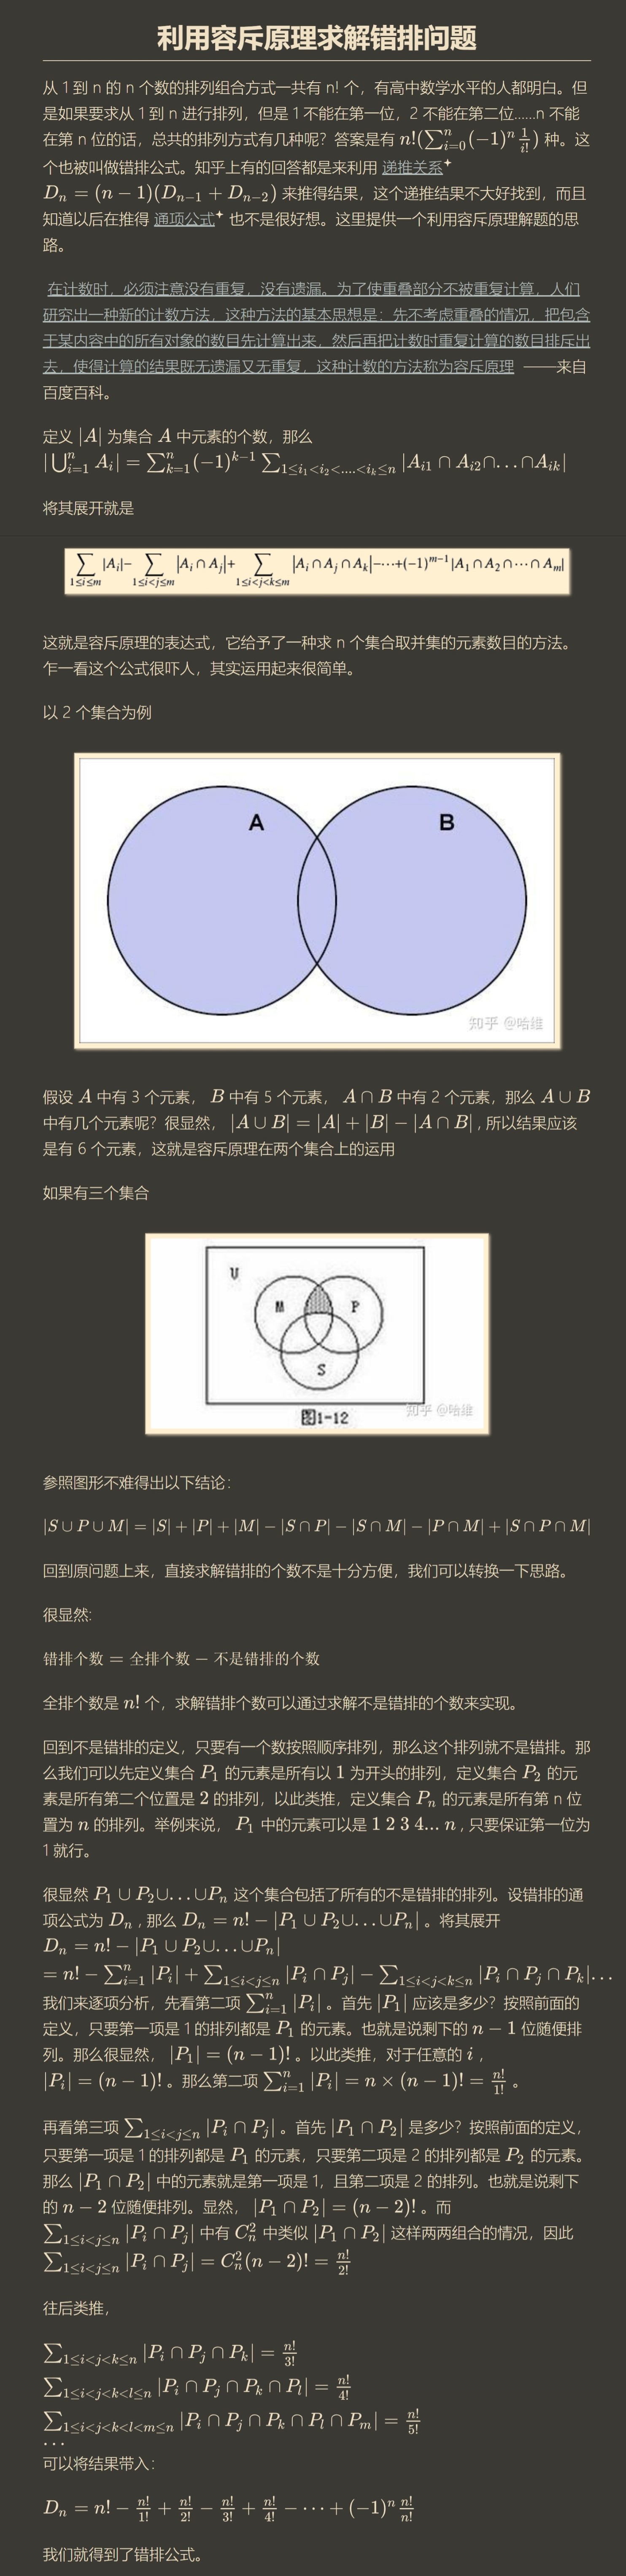 利用容斥原理求解错排问题
从 1 到 n 的 n 个数的排列组合方式一共有 n! 个，有高中数学水平的人都明白。但
是如果要求从 1 到 n 进行排列，但是 1 不能在第一位，2 不能在第二位......n 不能
在第 n 位的话，总共的排列方式有几种呢？答案是有 $n!(\sum_{i=0}^{n}(-1)^n\frac{1}{i!})$ 种。这
个也被叫做错排公式。知乎上有的回答都是来利用 递推关系
$D_n=(n-1)(D_{n-1}+D_{n-2})$ 来推得结果，这个递推结果不大好找到，而且
知道以后在推得 通项公式 也不是很好想。这里提供一个利用容斥原理解题的思
路。
在计数时，必须注意没有重复，没有遗漏。为了使重叠部分不被重复计算，人们
研究出一种新的计数方法，这种方法的基本思想是：先不考虑重叠的情况，把包含
于某内容中的所有对象的数目先计算出来，然后再把计数时重复计算的数目排斥出
去，使得计算的结果既无遗漏又无重复，这种计数的方法称为容斥原理 ——来自
百度百科。
定义 $|A|$ 为集合 $A$ 中元素的个数，那么
$|\bigcup_{i=1}^{n}A_i|=\sum_{k=1}^{n}(-1)^{k-1}\sum_{1\le i_1<i_2<....<i_k\le n}|A_{i1}\cap A_{i2}\cap...\cap A_{ik}|$
将其展开就是
$\sum_{1\le i\le m}|A_i|-\sum_{1\le i<j\le m}|A_i\cap A_j|+\sum_{1\le i<j<k\le m}|A_i\cap A_j\cap A_k|-\cdots+(-1)^{m-1}|A_1\cap A_2\cap\cdots\cap A_m|$
这就是容斥原理的表达式，它给予了一种求 n 个集合取并集的元素数目的方法。
乍一看这个公式很吓人，其实运用起来很简单。
以 2 个集合为例
A B
知乎 @哈维
假设 $A$ 中有 3 个元素， $B$ 中有 5 个元素， $A\cap B$ 中有 2 个元素，那么 $A\cup B$
中有几个元素呢？很显然， $|A\cup B|=|A|+|B|-|A\cap B|$ , 所以结果应该
是有 6 个元素，这就是容斥原理在两个集合上的运用
如果有三个集合
U
M P
S
图1-12
知乎 @哈维
参照图形不难得出以下结论：
$|S\cup P\cup M|=|S|+|P|+|M|-|S\cap P|-|S\cap M|-|P\cap M|+|S\cap P\cap M|$
回到原问题上来，直接求解错排的个数不是十分方便，我们可以转换一下思路。
很显然:
错排个数 = 全排个数 − 不是错排的个数
全排个数是 $n!$ 个，求解错排个数可以通过求解不是错排的个数来实现。
回到不是错排的定义，只要有一个数按照顺序排列，那么这个排列就不是错排。那
么我们可以先定义集合 $P_1$ 的元素是所有以 1 为开头的排列，定义集合 $P_2$ 的元
素是所有第二个位置是 2 的排列，以此类推，定义集合 $P_n$ 的元素是所有第 n 位
置为 $n$ 的排列。举例来说， $P_1$ 中的元素可以是 1 2 3 4... $n$ , 只要保证第一位为
1 就行。
很显然 $P_1\cup P_2\cup...\cup P_n$ 这个集合包括了所有的不是错排的排列。设错排的通
项公式为 $D_n$ , 那么 $D_n=n!-|P_1\cup P_2\cup...\cup P_n|$ 。将其展开
$D_n=n!-|P_1\cup P_2\cup...\cup P_n|$
$=n!-\sum_{i=1}^{n}|P_i|+\sum_{1\le i<j\le n}|P_i\cap P_j|-\sum_{1\le i<j<k\le n}|P_i\cap P_j\cap P_k|...$
我们来逐项分析，先看第二项 $\sum_{i=1}^{n}|P_i|$ 。首先 $|P_1|$ 应该是多少？按照前面的
定义，只要第一项是 1 的排列都是 $P_1$ 的元素。也就是说剩下的 $n-1$ 位随便排
列。那么很显然， $|P_1|=(n-1)!$ 。以此类推，对于任意的 $i$ ，
$|P_i|=(n-1)!$ 。那么第二项 $\sum_{i=1}^{n}|P_i|=n\times(n-1)!=\frac{n!}{1!}$ 。
再看第三项 $\sum_{1\le i<j\le n}|P_i\cap P_j|$ 。首先 $|P_1\cap P_2|$ 是多少？按照前面的定义，
只要第一项是 1 的排列都是 $P_1$ 的元素，只要第二项是 2 的排列都是 $P_2$ 的元素。
那么 $|P_1\cap P_2|$ 中的元素就是第一项是 1，且第二项是 2 的排列。也就是说剩下
的 $n-2$ 位随便排列。显然， $|P_1\cap P_2|=(n-2)!$ 。而
$\sum_{1\le i<j\le n}|P_i\cap P_j|$ 中有 $C_n^2$ 中类似 $|P_1\cap P_2|$ 这样两两组合的情况，因此
$\sum_{1\le i<j\le n}|P_i\cap P_j|=C_n^2(n-2)!=\frac{n!}{2!}$
往后类推，
$\sum_{1\le i<j<k\le n}|P_i\cap P_j\cap P_k|=\frac{n!}{3!}$
$\sum_{1\le i<j<k<l\le n}|P_i\cap P_j\cap P_k\cap P_l|=\frac{n!}{4!}$
$\sum_{1\le i<j<k<l<m\le n}|P_i\cap P_j\cap P_k\cap P_l\cap P_m|=\frac{n!}{5!}$
...
可以将结果带入：
$D_n=n!-\frac{n!}{1!}+\frac{n!}{2!}-\frac{n!}{3!}+\frac{n!}{4!}-\cdots+(-1)^n\frac{n!}{n!}$
我们就得到了错排公式。